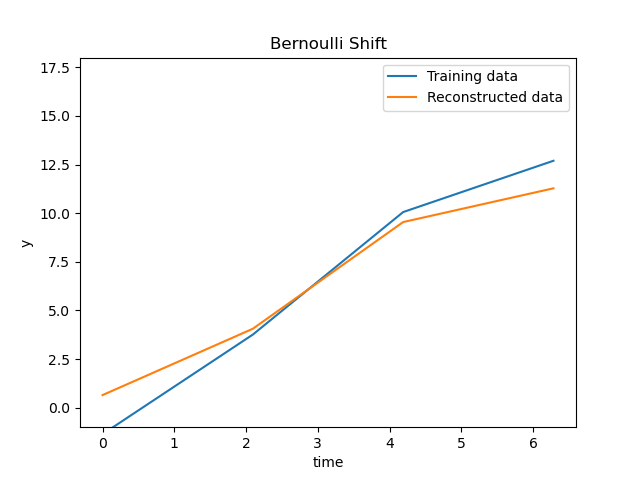 Bernoulli Shift
Training data
Reconstructed data
17.5
15.0
12.5
10.0
7.5
5.0
2.5
0.0
y
0 1 2 3 4 5 6
time